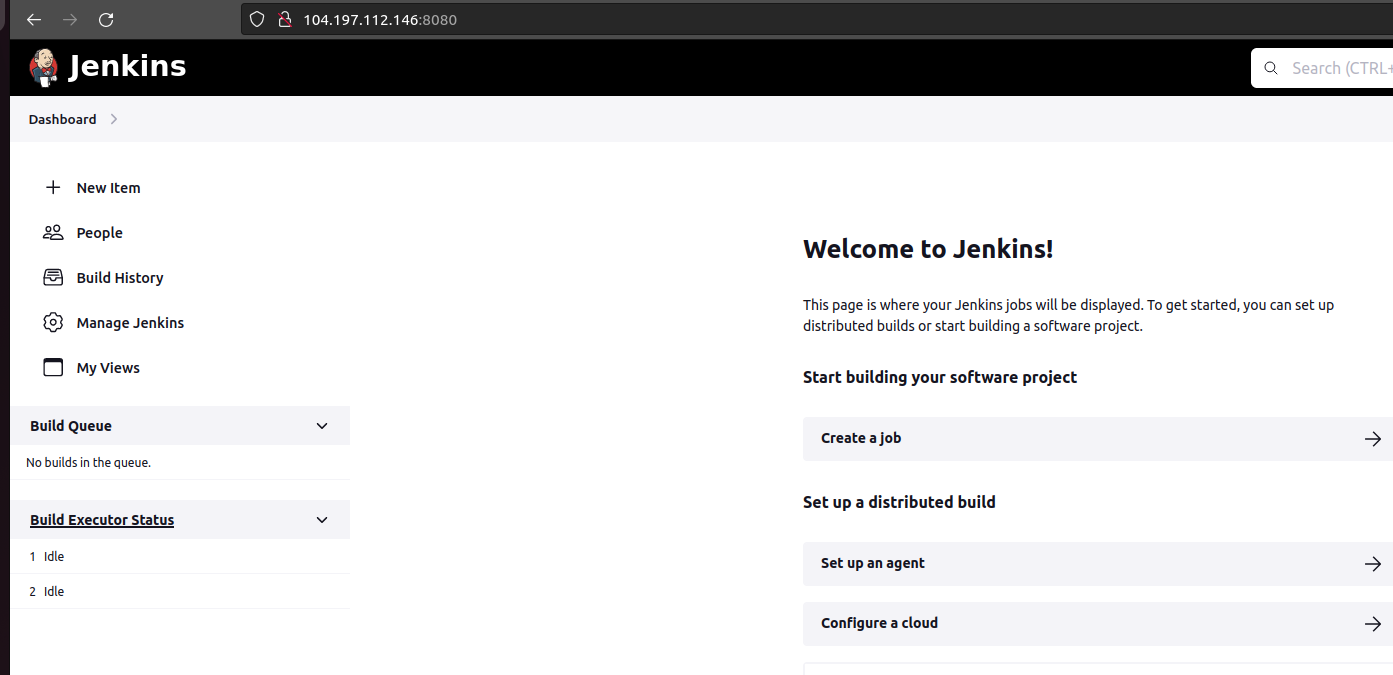 104.197.112.146:8080
Jenkins
Search (CTRL+
Dashboard
New Item
People
Build History
Manage Jenkins
My Views
Build Queue
No builds in the queue.
Build Executor Status
1 Idle
2 Idle
Welcome to Jenkins!
This page is where your Jenkins jobs will be displayed. To get started, you can set up
distributed builds or start building a software project.
Start building your software project
Create a job
Set up a distributed build
Set up an agent
Configure a cloud